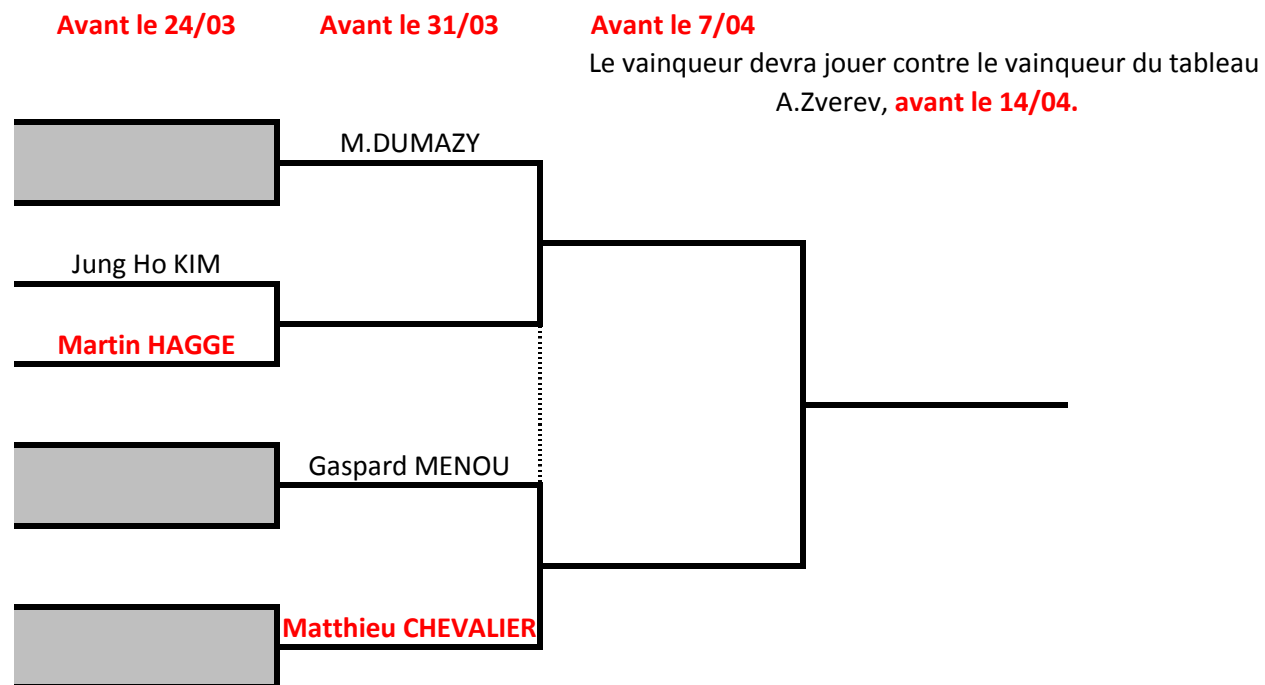 Avant le 24/03
Avant le 31/03
Avant le 7/04
Le vainqueur devra jouer contre le vainqueur du tableau
A.Zverev, avant le 14/04.
M.DUMAZY
Jung Ho KIM
Martin HAGGE
Gaspard MENOU
Matthieu CHEVALIER